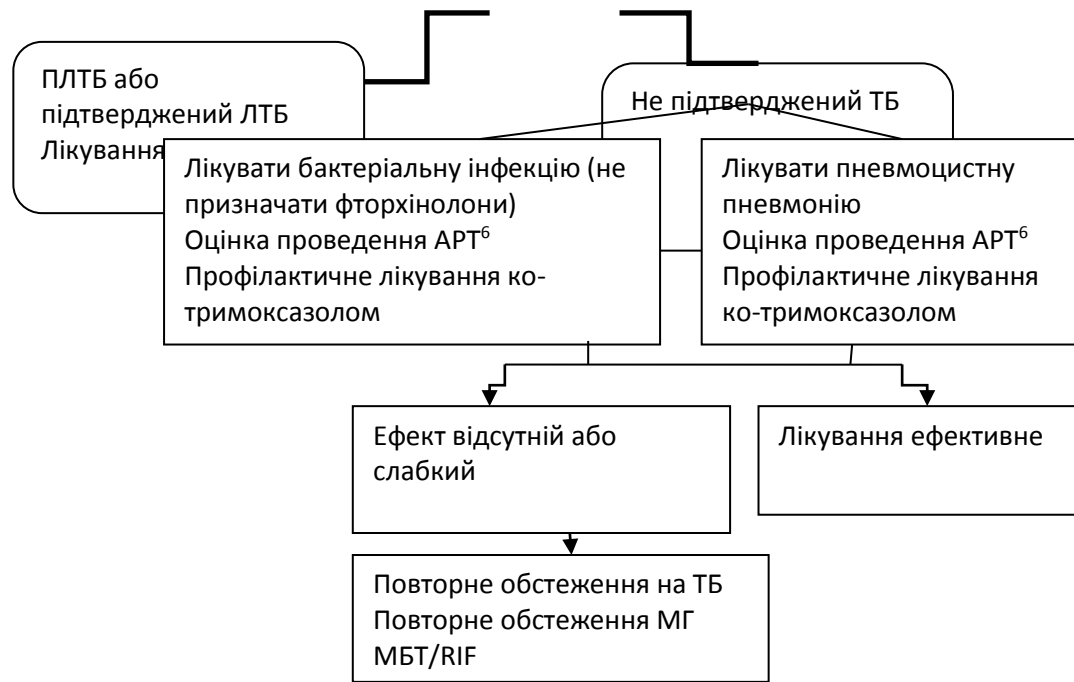 ПЛТБ або
підтверджений ЛТБ
Лікування
Не підтверджений ТБ
Лікувати бактеріальну інфекцію (не
призначати фторхінолони)
Оцінка проведення АРТ⁶
Профілактичне лікування ко-
тримоксазолом
Лікувати пневмоцистну
пневмонію
Оцінка проведення АРТ⁶
Профілактичне лікування
ко-тримоксазолом
Ефект відсутній або
слабкий
Лікування ефективне
Повторне обстеження на ТБ
Повторне обстеження МГ
МБТ/RIF